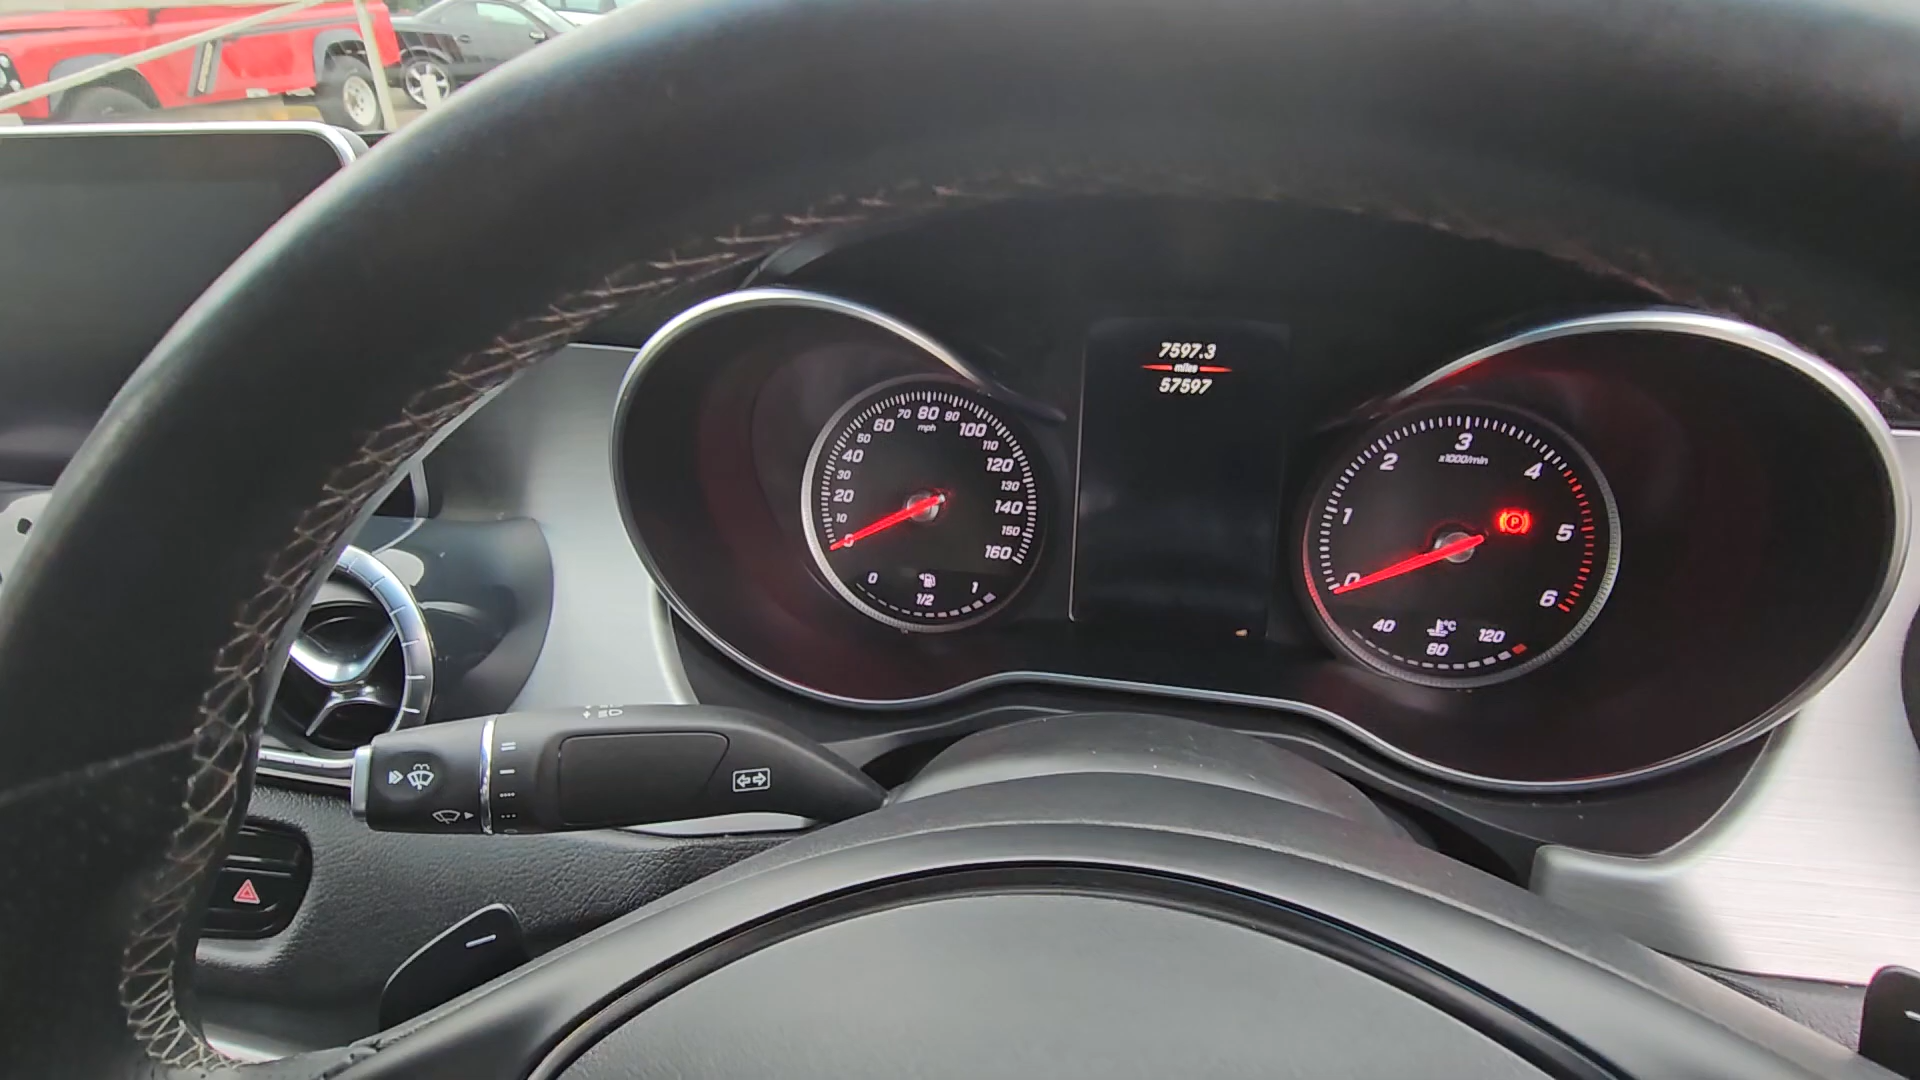 7597.3
miles
57597
0 10 20 30 40 50 60 70 80 90 100 110 120 130 140 150 160
mph
0 1/2 1
0 1 2 3 4 5 6
x1000/min
P
40 80 120
°C